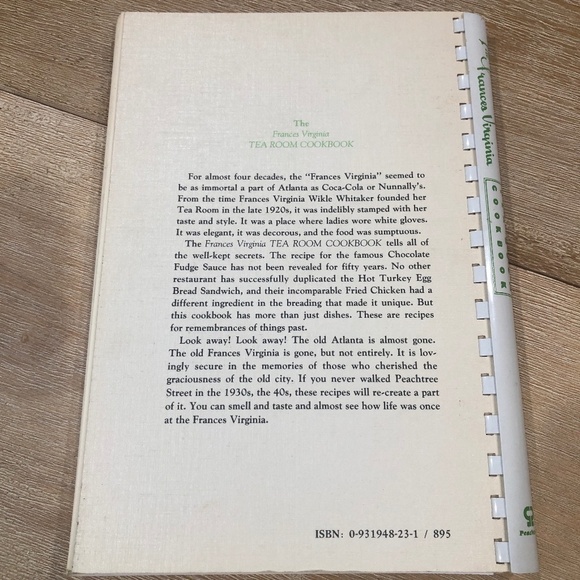 The
Frances Virginia
TEA ROOM COOKBOOK
For almost four decades, the "Frances Virginia" seemed to
be as immortal a part of Atlanta as Coca-Cola or Nunnally's.
From the time Frances Virginia Wikle Whitaker founded her
Tea Room in the late 1920s, it was indelibly stamped with her
taste and style. It was a place where ladies wore white gloves.
It was elegant, it was decorous, and the food was sumptuous.
The Frances Virginia TEA ROOM COOKBOOK tells all of
the well-kept secrets. The recipe for the famous Chocolate
Fudge Sauce has not been revealed for fifty years. No other
restaurant has successfully duplicated the Hot Turkey Egg
Bread Sandwich, and their incomparable Fried Chicken had a
different ingredient in the breading that made it unique. But
this cookbook has more than just dishes. These are recipes
for remembrances of things past.
Look away! Look away! The old Atlanta is almost gone.
The old Frances Virginia is gone, but not entirely. It is lov-
ingly secure in the memories of those who cherished the
graciousness of the old city. If you never walked Peachtree
Street in the 1930s, the 40s, these recipes will re-create a part
of it. You can smell and taste and almost see how life was once
at the Frances Virginia.
ISBN: 0-931948-23-1 / 895
Frances Virginia
COOKBOOK